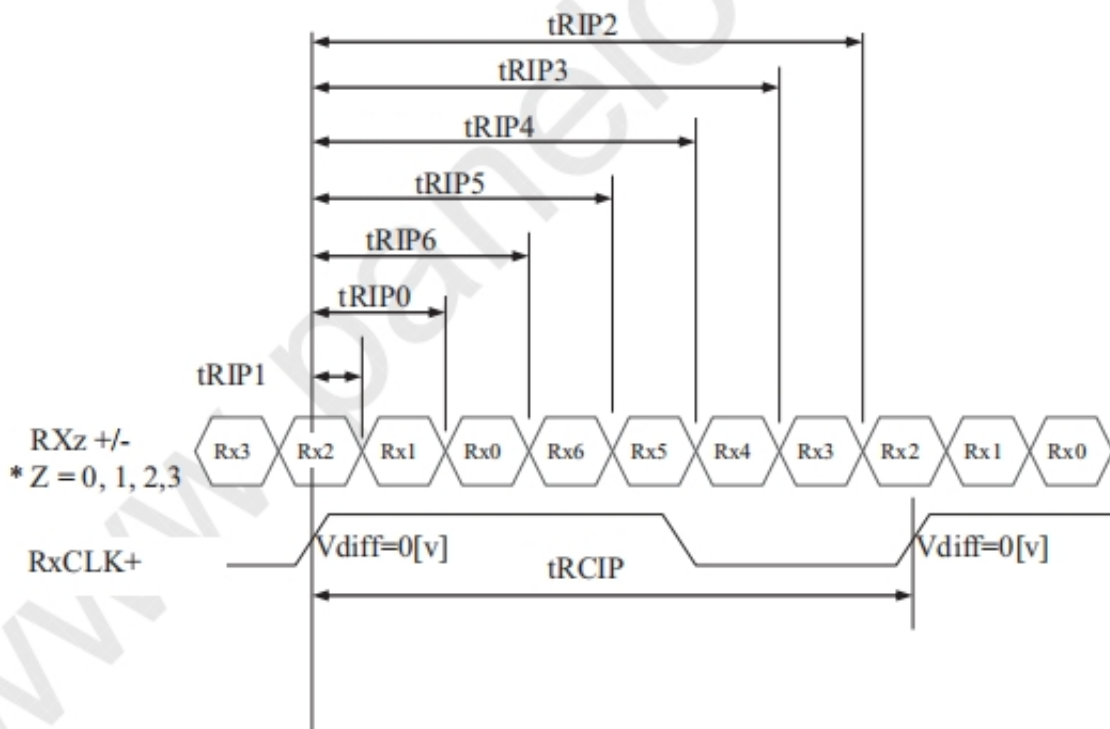 tRIP2
tRIP3
tRIP4
tRIP5
tRIP6
tRIP0
tRIP1
RXz +/-
* Z = 0, 1, 2,3
Rx3 Rx2 Rx1 Rx0 Rx6 Rx5 Rx4 Rx3 Rx2 Rx1 Rx0
RxCLK+ Vdiff=0[v] Vdiff=0[v]
tRCIP